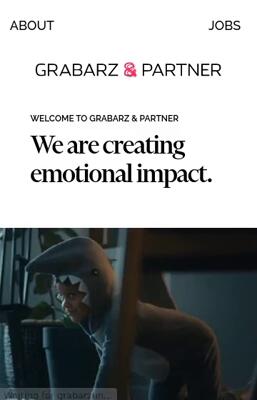 ABOUT JOBS
GRABARZ & PARTNER
WELCOME TO GRABARZ & PARTNER
We are creating
emotional impact.
Waiting for grabarzun...